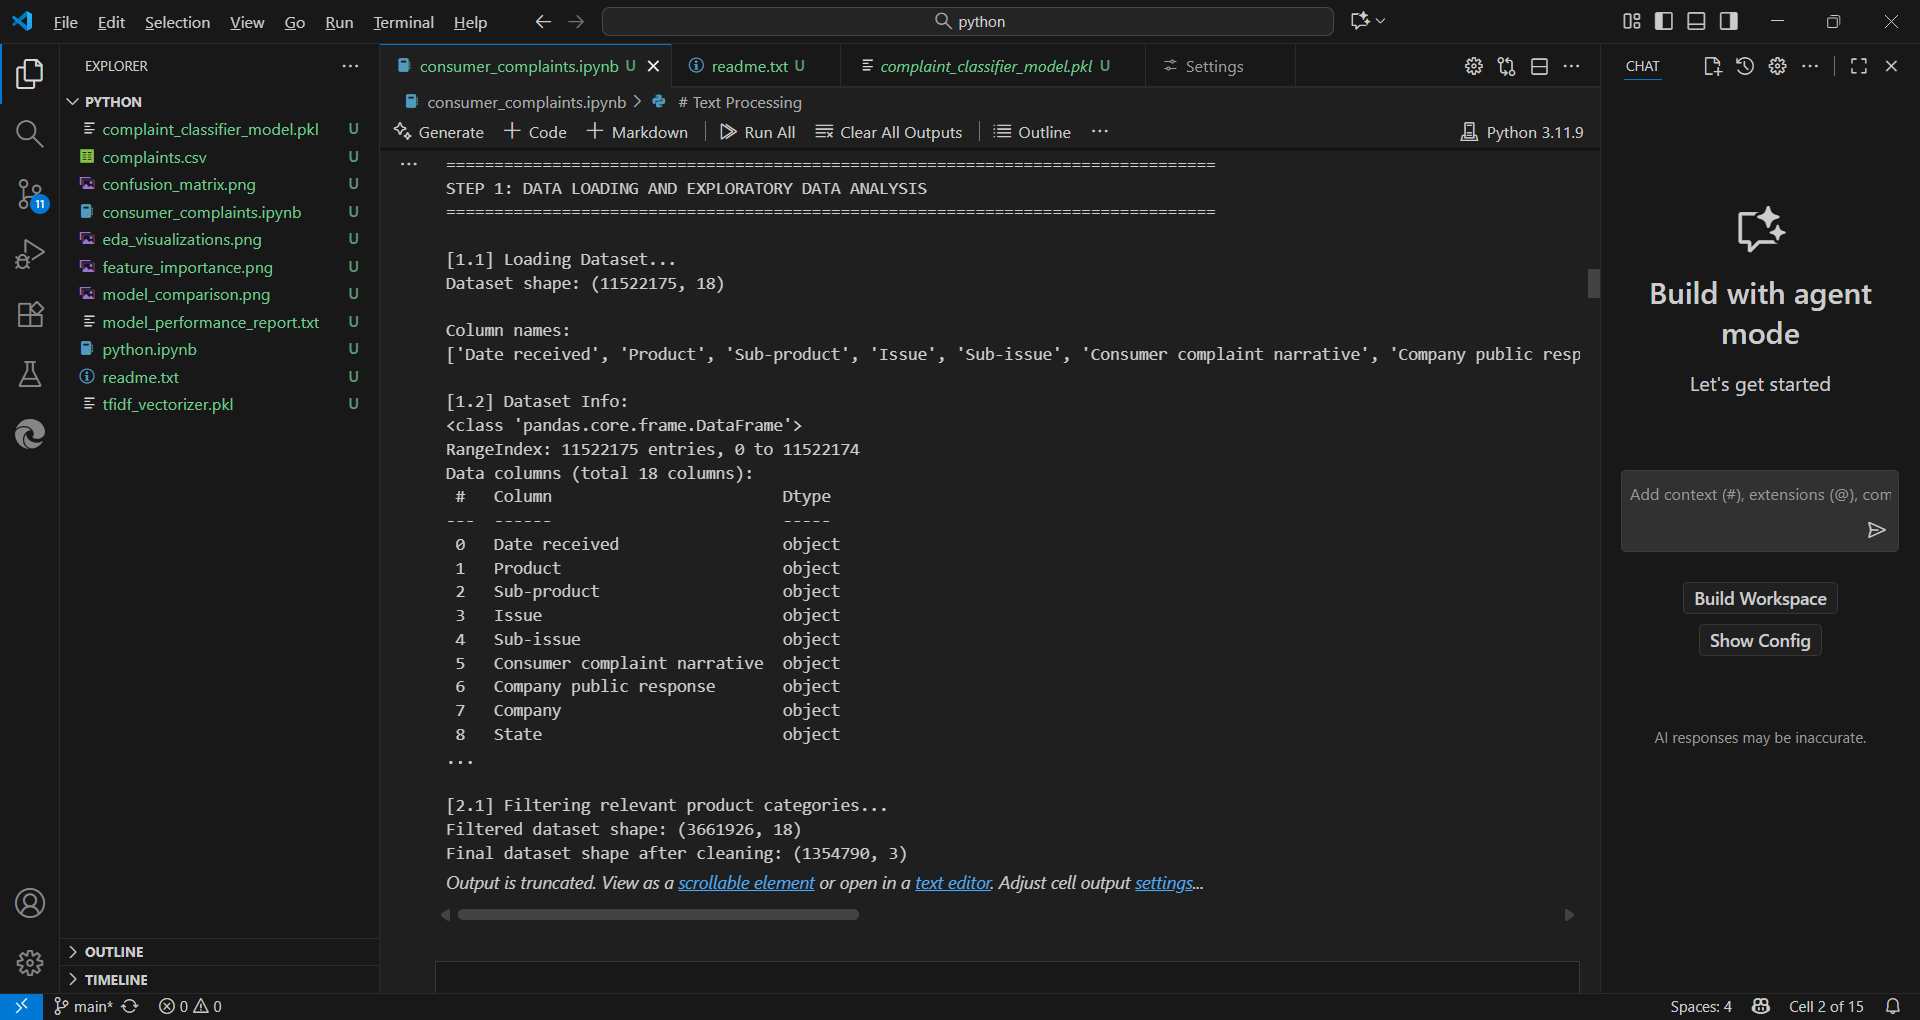 File Edit Selection View Go Run Terminal Help
python
EXPLORER
PYTHON
complaint_classifier_model.pkl U
complaints.csv U
confusion_matrix.png U
consumer_complaints.ipynb U
eda_visualizations.png U
feature_importance.png U
model_comparison.png U
model_performance_report.txt U
python.ipynb U
readme.txt U
tfidf_vectorizer.pkl U
11
OUTLINE
TIMELINE
consumer_complaints.ipynb U
readme.txt U
complaint_classifier_model.pkl U
Settings
consumer_complaints.ipynb > # Text Processing
Generate + Code + Markdown Run All Clear All Outputs Outline ...
Python 3.11.9
================================================================================
STEP 1: DATA LOADING AND EXPLORATORY DATA ANALYSIS
================================================================================
[1.1] Loading Dataset...
Dataset shape: (11522175, 18)
Column names:
['Date received', 'Product', 'Sub-product', 'Issue', 'Sub-issue', 'Consumer complaint narrative', 'Company public resp
[1.2] Dataset Info:
<class 'pandas.core.frame.DataFrame'>
RangeIndex: 11522175 entries, 0 to 11522174
Data columns (total 18 columns):
# Column Dtype
--- ------ -----
0 Date received object
1 Product object
2 Sub-product object
3 Issue object
4 Sub-issue object
5 Consumer complaint narrative object
6 Company public response object
7 Company object
8 State object
...
[2.1] Filtering relevant product categories...
Filtered dataset shape: (3661926, 18)
Final dataset shape after cleaning: (1354790, 3)
Output is truncated. View as a scrollable element or open in a text editor. Adjust cell output settings...
CHAT
Build with agent
mode
Let's get started
Add context (#), extensions (@), com
Build Workspace
Show Config
AI responses may be inaccurate.
main* 0 0
Spaces: 4 Cell 2 of 15